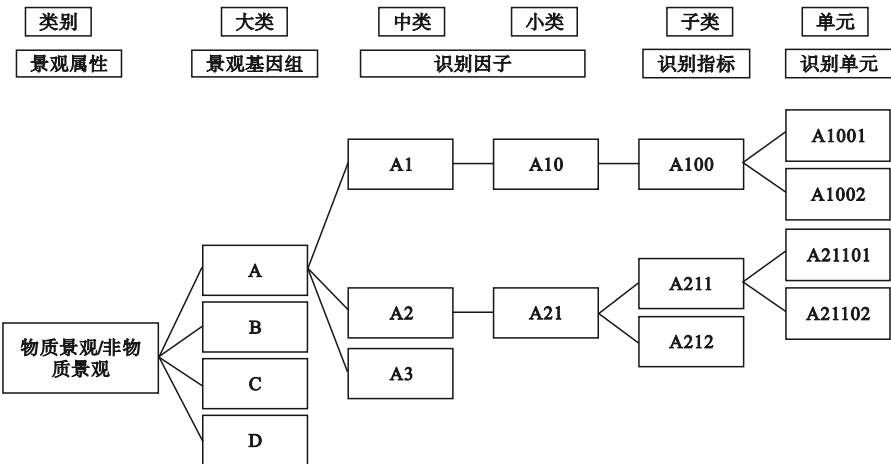 类别
大类
中类
小类
子类
单元
景观属性
景观基因组
识别因子
识别指标
识别单元
A1001
A1
A10
A100
A1002
A
A21101
A211
A2
A21
B
A21102
物质景观/非物
质景观
A212
A3
C
D